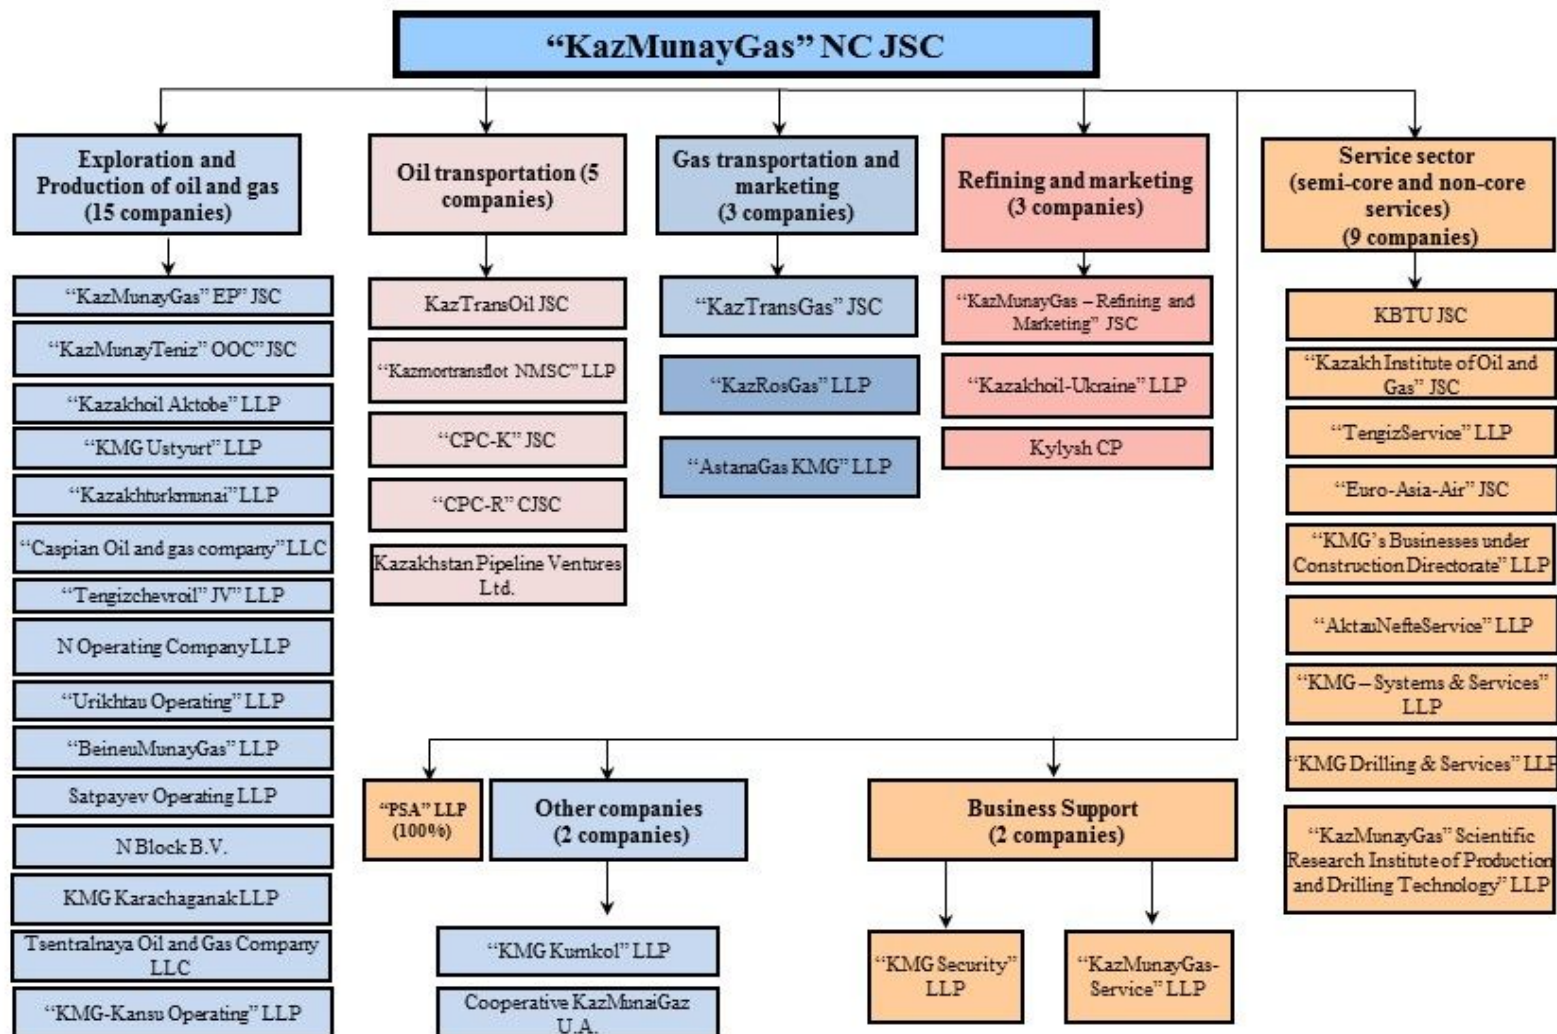 “KazMunayGas” NC JSC
Exploration and
Production of oil and gas
(15 companies)
“KazMunayGas” EP” JSC
“KazMunayTeniz” OOC”JSC
“Kazakhoil Aktobe” LLP
“KMG Ustyurt” LLP
“Kazakhturkmunai” LLP
“Caspian Oil and gas company” LLC
“Tengizchevroil” JV” LLP
N Operating Company LLP
“Urikhtau Operating” LLP
“BeineuMunayGas” LLP
Satpayev Operating LLP
N Block B.V.
KMG Karachaganak LLP
Tsentralnaya Oil and Gas Company
LLC
“KMG-Kansu Operating” LLP
Oil transportation (5
companies)
KazTransOil JSC
“Kazmortransflot NMSC” LLP
“CPC-K” JSC
“CPC-R” CJSC
Kazakhstan Pipeline Ventures
Ltd.
Gas transportation and
marketing
(3 companies)
“KazTransGas” JSC
“KazRosGas” LLP
“AstanaGas KMG” LLP
Refining and marketing
(3 companies)
“KazMunayGas – Refining and
Marketing” JSC
“Kazakhoil-Ukraine” LLP
Kylysh CP
Service sector
(semi-core and non-core
services)
(9 companies)
KBTU JSC
“Kazakh Institute of Oil and
Gas” JSC
“TengizService” LLP
“Euro-Asia-Air” JSC
“KMG’s Businesses under
Construction Directorate” LLP
“AktauNefteService” LLP
“KMG – Systems & Services”
LLP
“KMG Drilling & Services” LLP
“KazMunayGas” Scientific
Research Institute of Production
and Drilling Technology” LLP
“PSA” LLP
(100%)
Other companies
(2 companies)
“KMG Kumkol” LLP
Cooperative KazMunaiGaz
U.A.
Business Support
(2 companies)
“KMG Security”
LLP
“KazMunayGas-
Service” LLP